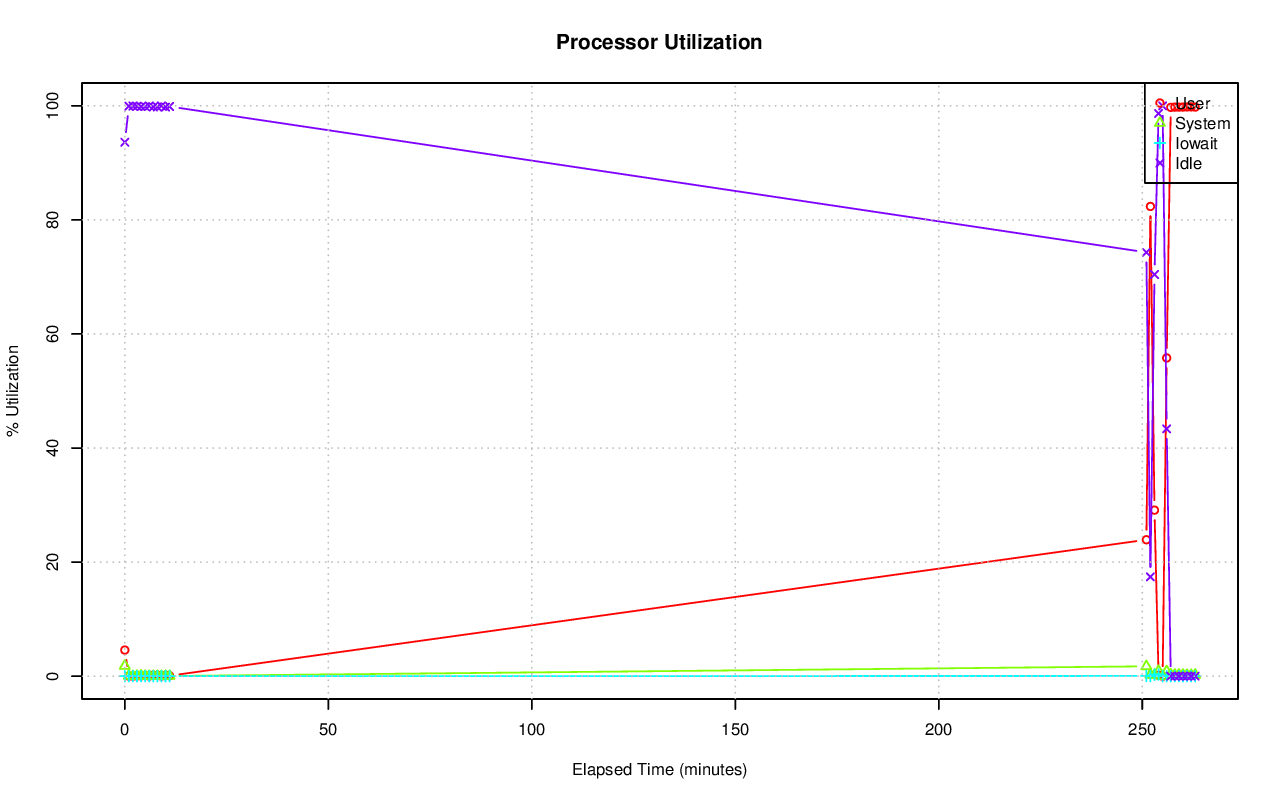 Processor Utilization
% Utilization
100
80
60
40
20
0
User
System
Iowait
Idle
0 50 100 150 200 250
Elapsed Time (minutes)